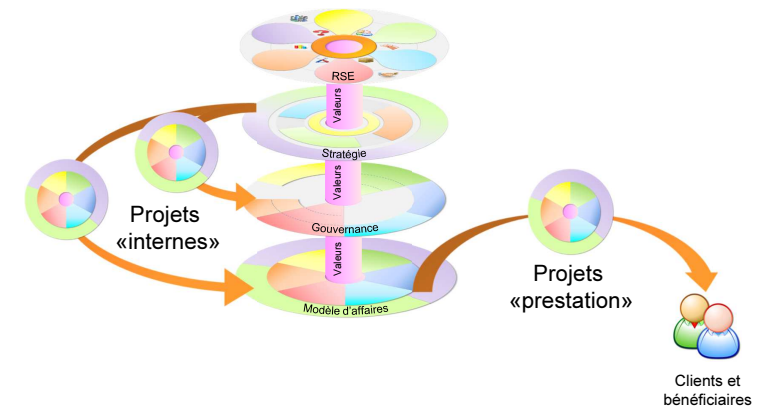 RSE
Valeurs
Stratégie
Valeurs
Gouvernance
Valeurs
Modèle d'affaires
Projets
«internes»
Projets
«prestation»
Clients et
bénéficiaires